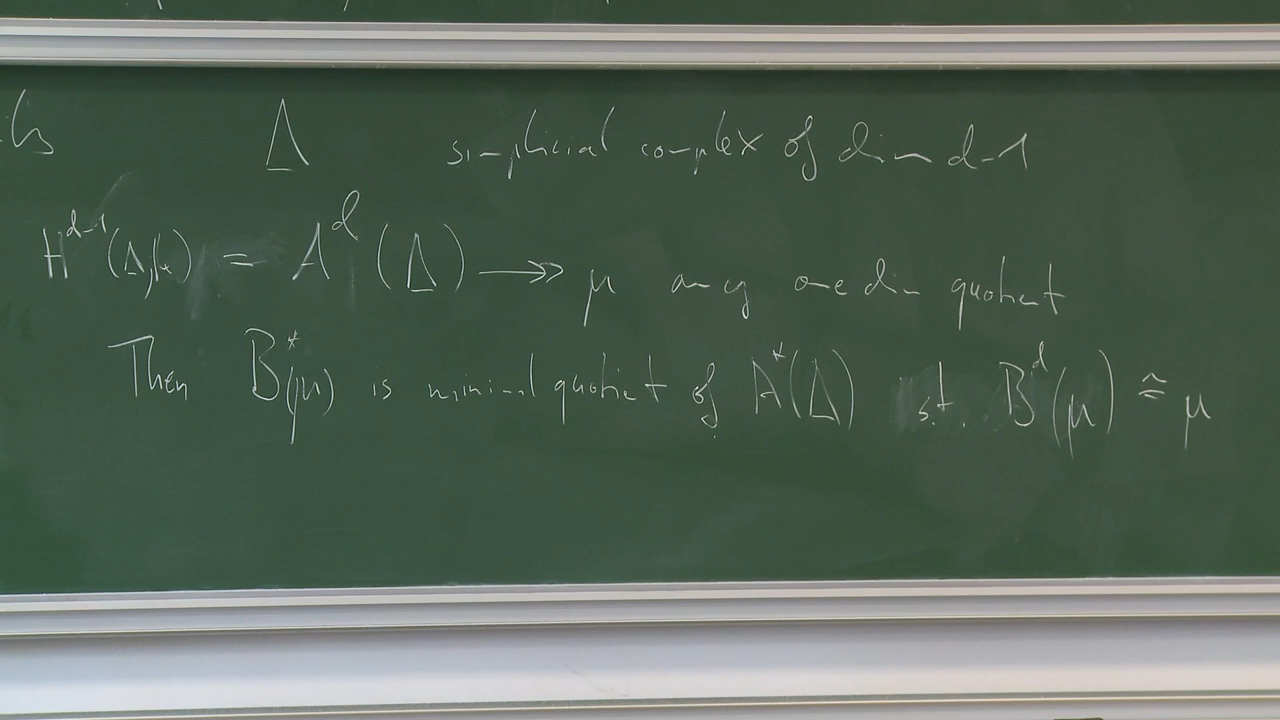 Δ simplicial complex of dim d-1
H^{d-1}(Δ, k) = A^d(Δ) ↠ μ any one dim quotient
Then B^*(μ) is minimal quotient of A^*(Δ) s.t. B^d(μ) ≅ μ